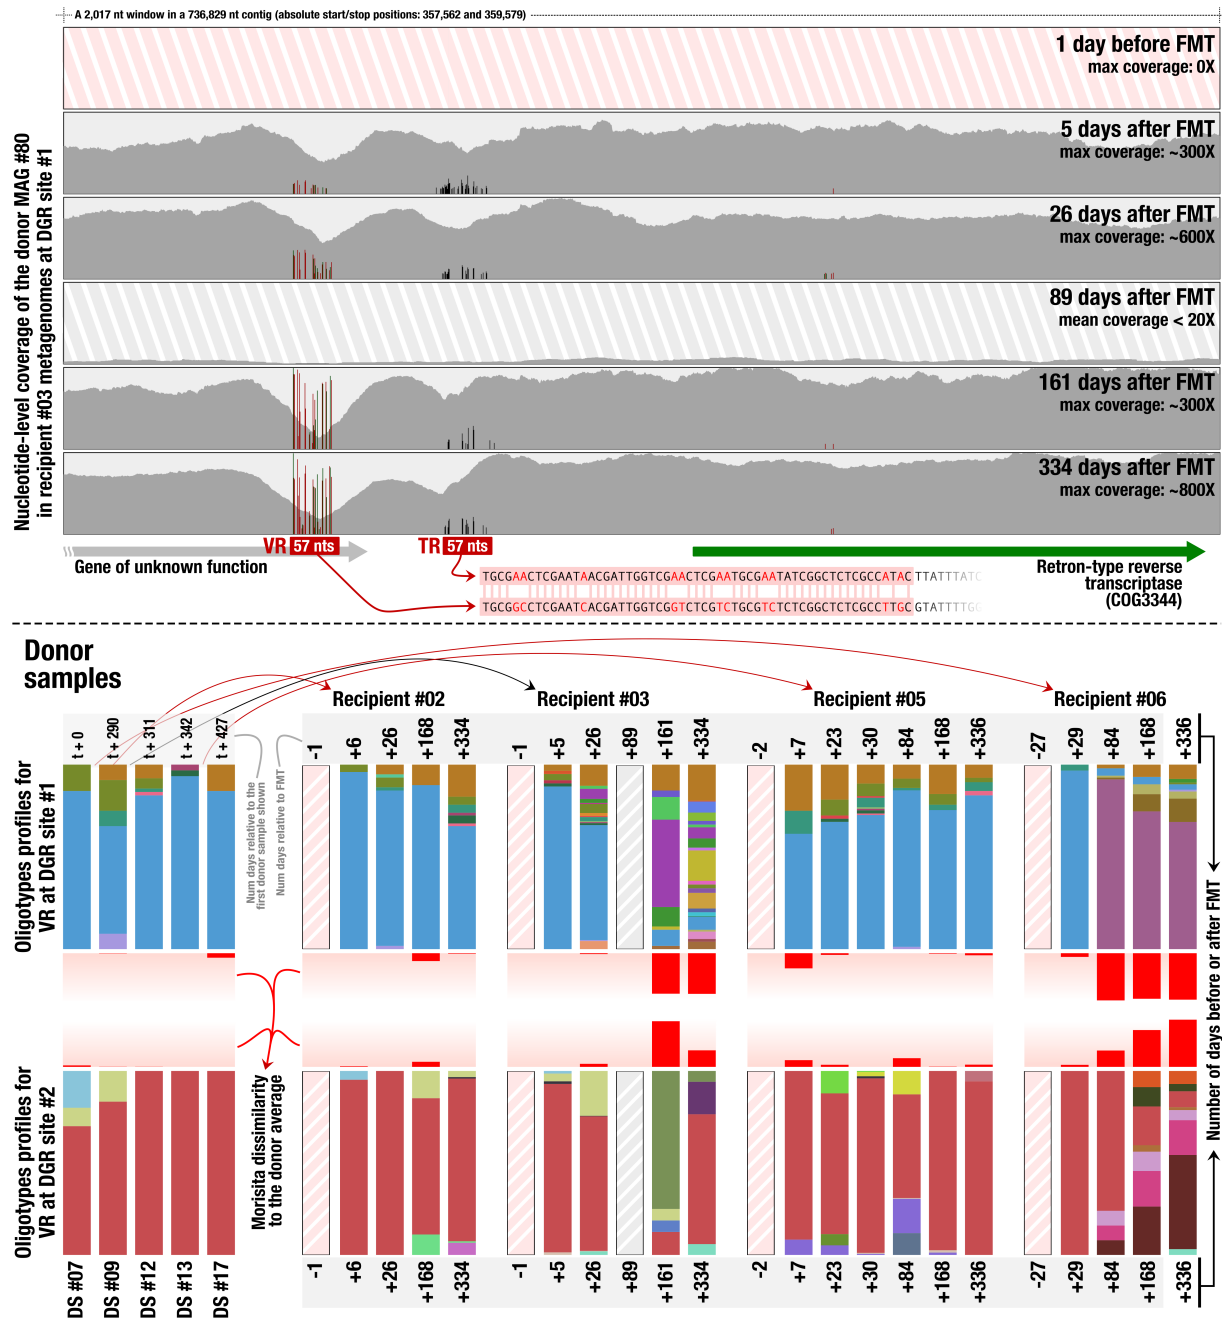 A 2,017 nt window in a 736,829 nt contig (absolute start/stop positions: 357,562 and 359,579)
Nucleotide-level coverage of the donor MAG #80
in recipient #03 metagenomes at DGR site #1
1 day before FMT
max coverage: 0X
5 days after FMT
max coverage: ~300X
26 days after FMT
max coverage: ~600X
89 days after FMT
mean coverage < 20X
161 days after FMT
max coverage: ~300X
334 days after FMT
max coverage: ~800X
VR 57 nts
TR 57 nts
Gene of unknown function
Retron-type reverse
transcriptase
(COG3344)
TGCGAACTCGAATAACGATTGGTCGAACTCGAATGCGAATATCGGCTCTCGCCATACTTATTTATC
TGCGGCCTCGAATCACGATTGGTCGGTCTCGTCTGCGTCTCTCGGCTCTCGCCTTGCGTATTTTGG
Donor
samples
Recipient #02
Recipient #03
Recipient #05
Recipient #06
t + 0
t + 290
t + 311
t + 342
t + 427
-1
+6
+26
+168
+334
-1
+5
+26
+89
+161
+334
-2
+7
+23
+30
+84
+168
+336
-27
+29
+84
+168
+336
Num days relative to the
first donor sample shown
Num days relative to FMT
Oligotypes profiles for
VR at DGR site #1
Number of days before or after FMT
Morisita dissimilarity
to the donor average
Oligotypes profiles for
VR at DGR site #2
DS #07
DS #09
DS #12
DS #13
DS #17
-1
+6
+26
+168
+334
-1
+5
+26
+89
+161
+334
-2
+7
+23
+30
+84
+168
+336
-27
+29
+84
+168
+336